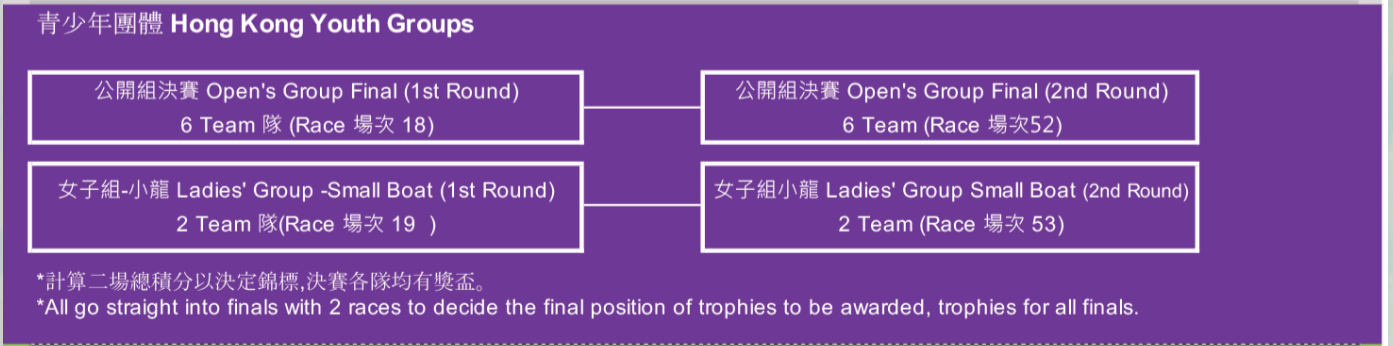 青少年團體 Hong Kong Youth Groups
公開組決賽 Open's Group Final (1st Round)
6 Team 隊 (Race 場次 18)
公開組決賽 Open's Group Final (2nd Round)
6 Team (Race 場次52)
女子組-小龍 Ladies' Group -Small Boat (1st Round)
2 Team 隊(Race 場次 19  )
女子組小龍 Ladies' Group Small Boat (2nd Round)
2 Team (Race 場次 53)
*計算二場總積分以決定錦標,決賽各隊均有獎盃。
*All go straight into finals with 2 races to decide the final position of trophies to be awarded, trophies for all finals.